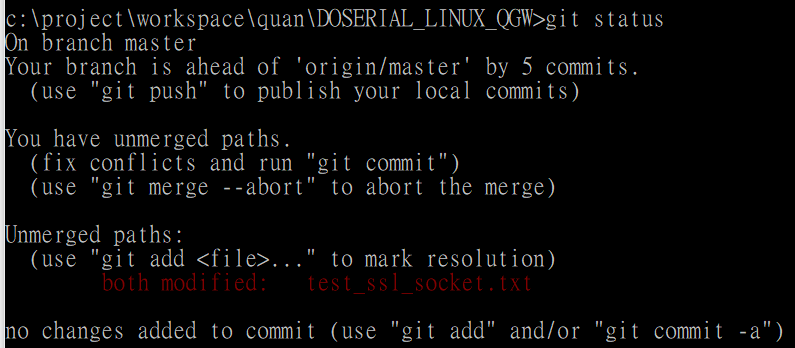 c:\project\workspace\quan\DOSERIAL_LINUX_QGW>git status
On branch master
Your branch is ahead of 'origin/master' by 5 commits.
  (use "git push" to publish your local commits)

You have unmerged paths.
  (fix conflicts and run "git commit")
  (use "git merge --abort" to abort the merge)

Unmerged paths:
  (use "git add <file>..." to mark resolution)
        both modified:   test_ssl_socket.txt

no changes added to commit (use "git add" and/or "git commit -a")